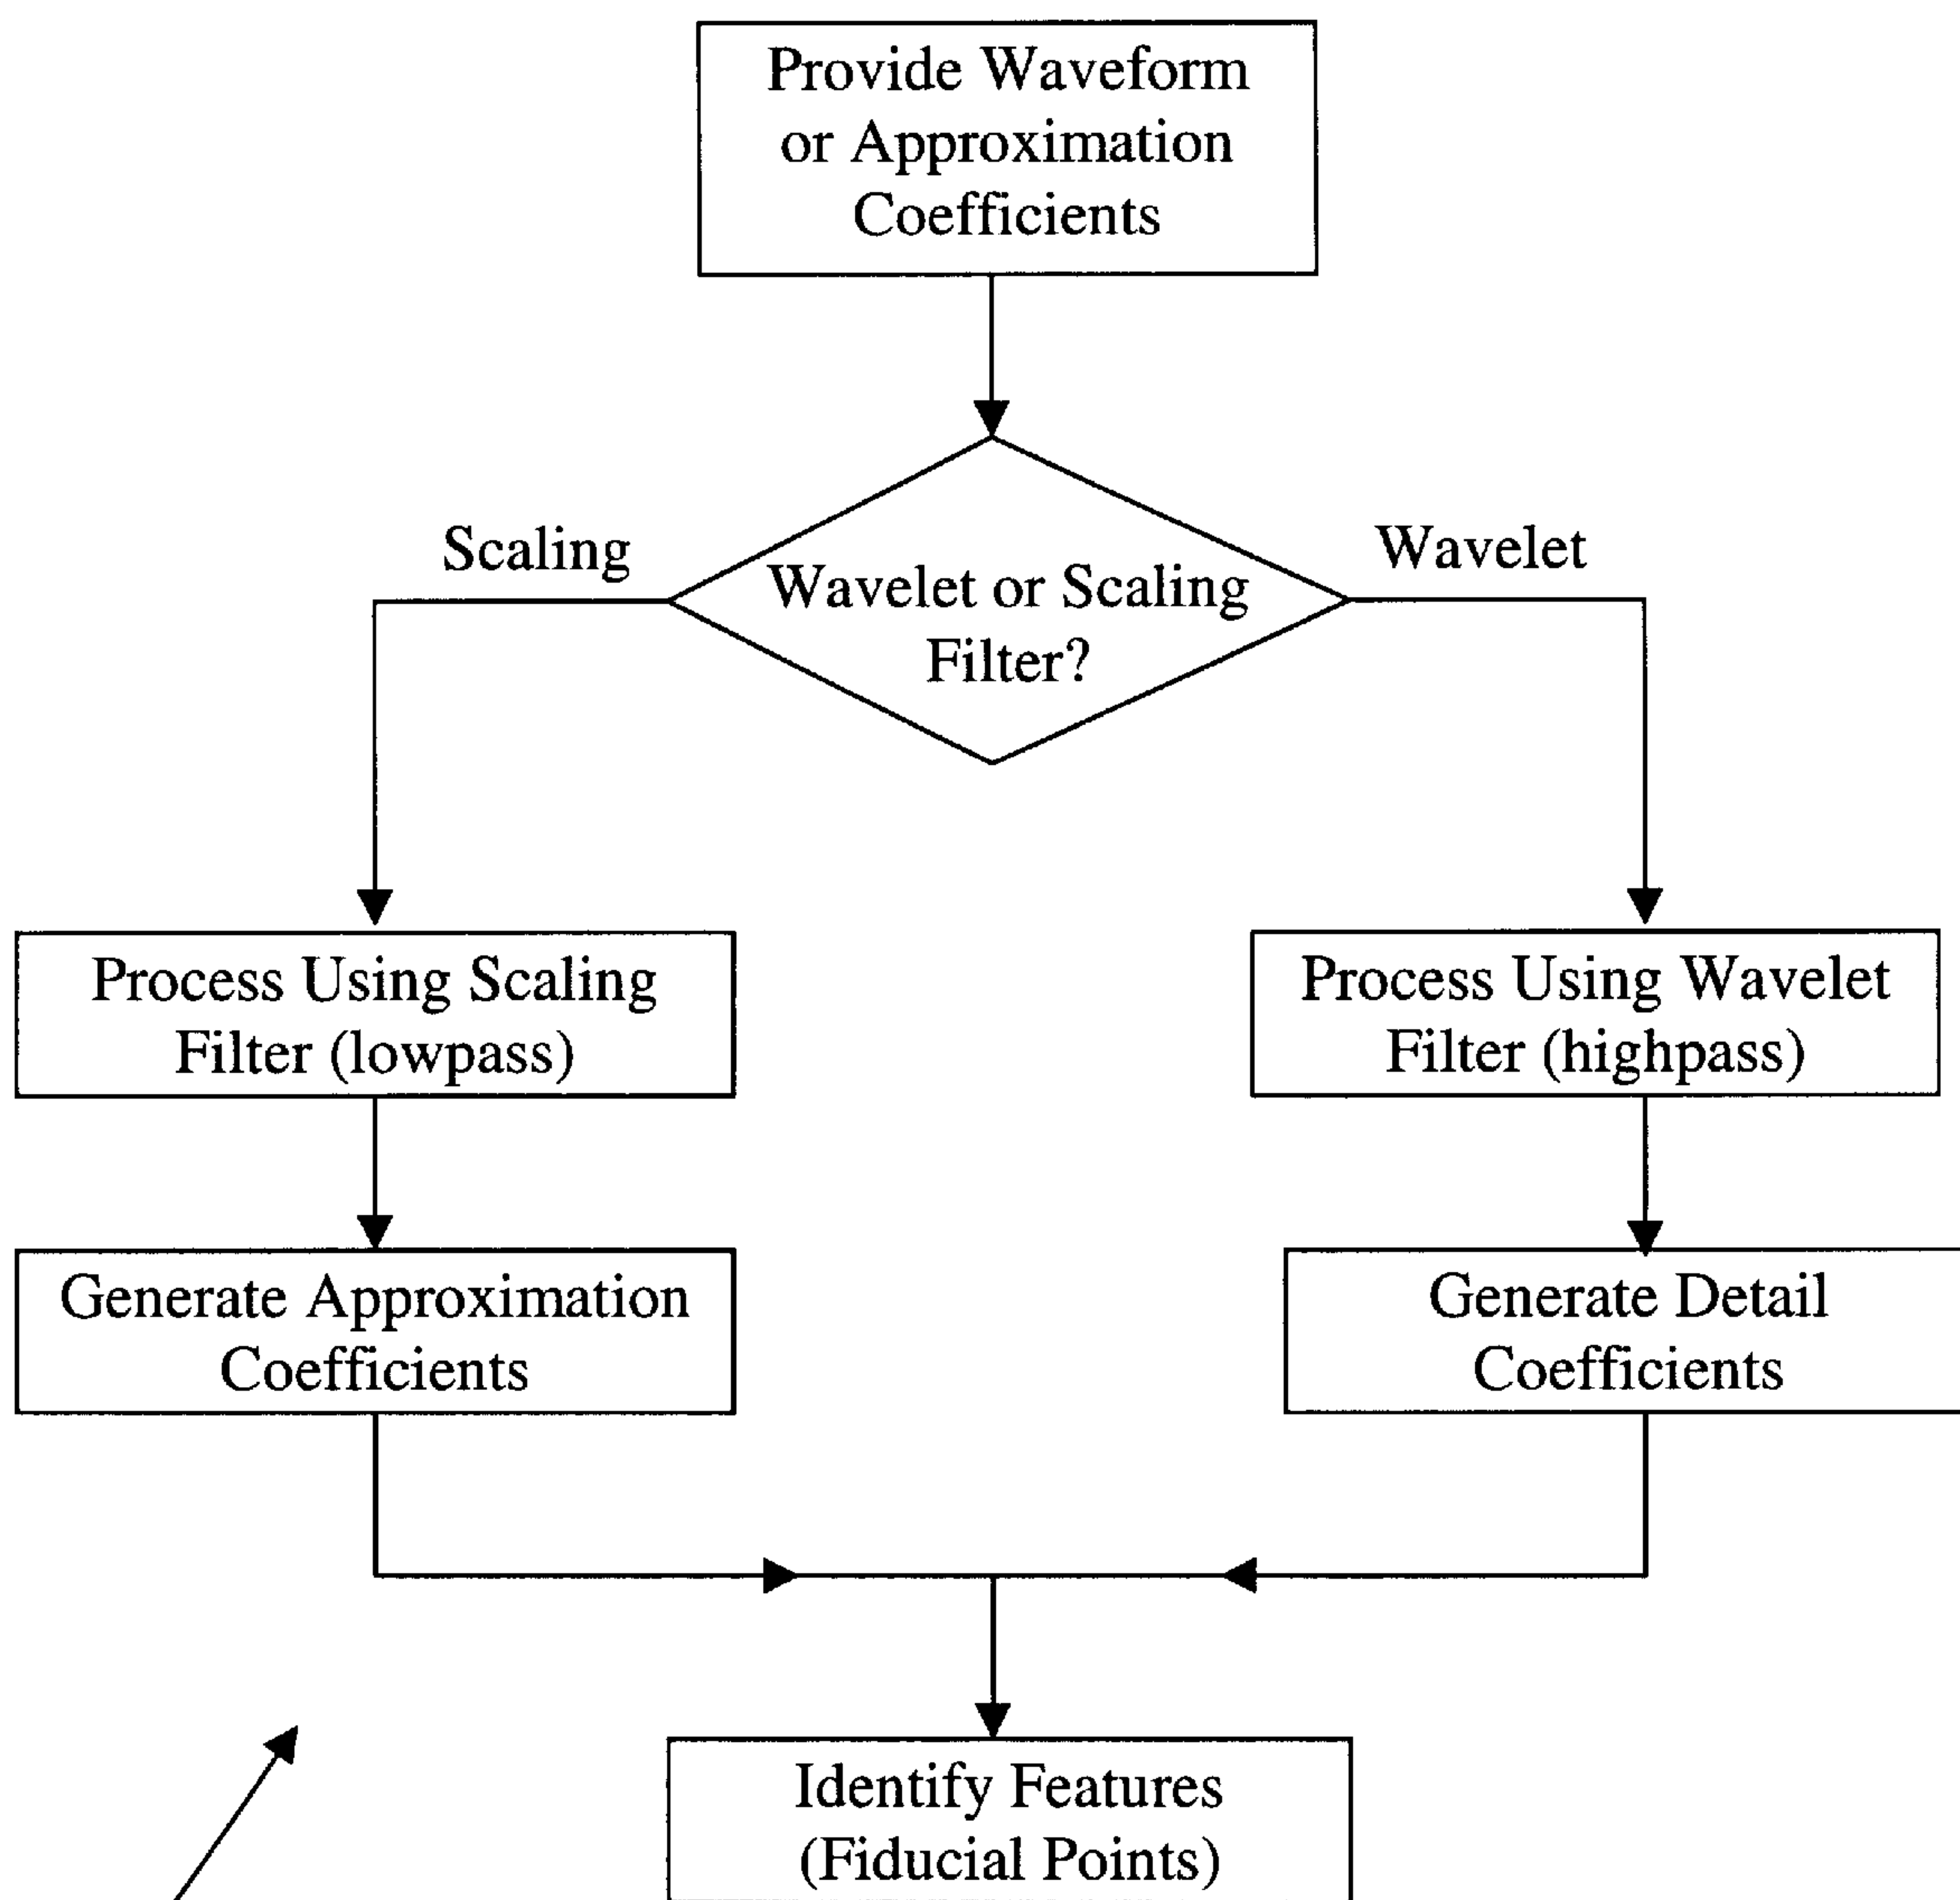 Provide Waveform
or Approximation
Coefficients
Scaling
Wavelet
Wavelet or Scaling
Filter?
Process Using Scaling
Filter (lowpass)
Process Using Wavelet
Filter (highpass)
Generate Approximation
Coefficients
Generate Detail
Coefficients
Identify Features
(Fiducial Points)